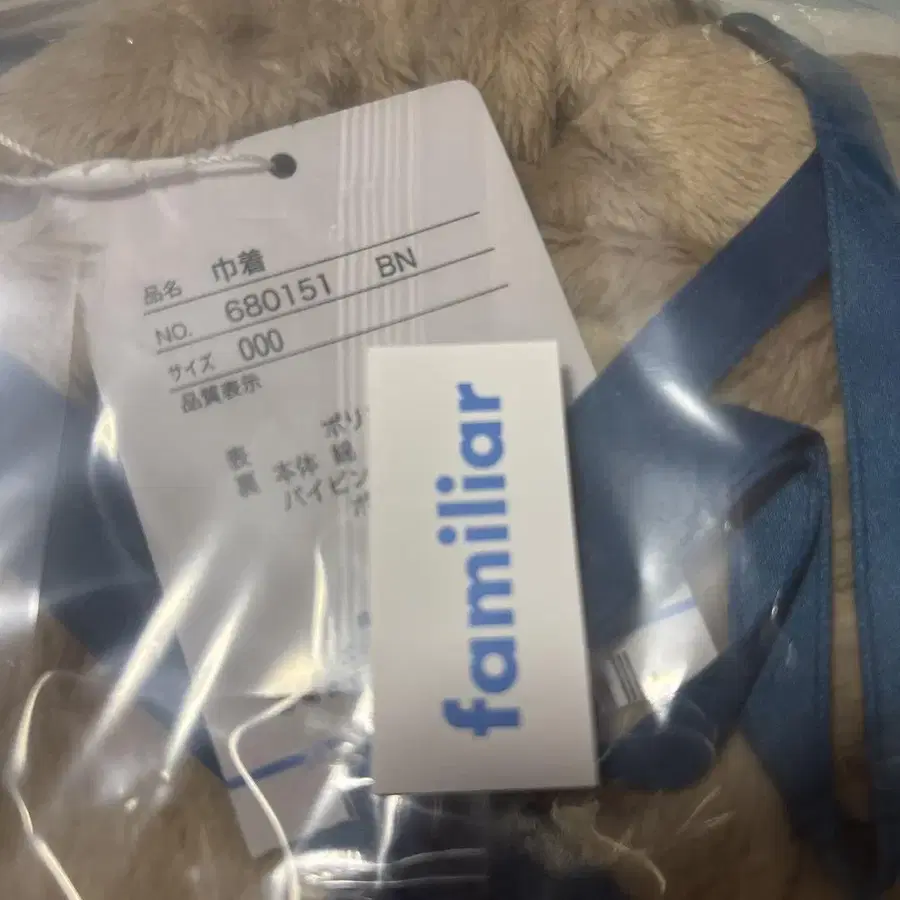 品名 巾着
NO. 680151 BN
サイズ 000
品質表示
表 ポリ
裏 本体 綿
パイピン
familiar